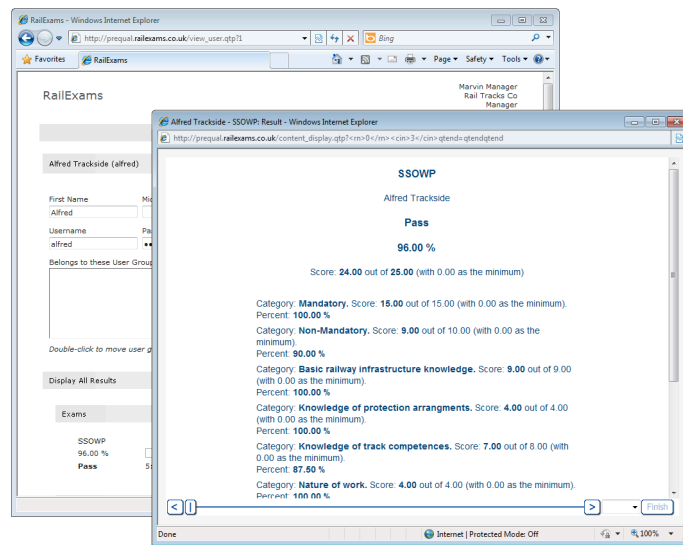 RailExams - Windows Internet Explorer
http://prequal.railexams.co.uk/view_user.qtp?1
Bing
Favorites
RailExams
Page
Safety
Tools
RailExams
Marvin Manager
Rail Tracks Co
Manager
Alfred Trackside (alfred)
First Name
Alfred
Username
alfred
Belongs to these User Group
Double-click to move user g
Display All Results
Exams
SSOWP
96.00 %
Pass
Alfred Trackside - SSOWP: Result - Windows Internet Explorer
http://prequal.railexams.co.uk/content_display.qtp?<rn>0</rn><cin>3</cin>qtend=qtendqtend
SSOWP
Alfred Trackside
Pass
96.00 %
Score: 24.00 out of 25.00 (with 0.00 as the minimum)
Category: Mandatory. Score: 15.00 out of 15.00 (with 0.00 as the minimum).
Percent: 100.00 %
Category: Non-Mandatory. Score: 9.00 out of 10.00 (with 0.00 as the
minimum).
Percent: 90.00 %
Category: Basic railway infrastructure knowledge. Score: 9.00 out of 9.00
(with 0.00 as the minimum).
Percent: 100.00 %
Category: Knowledge of protection arrangments. Score: 4.00 out of 4.00
(with 0.00 as the minimum).
Percent: 100.00 %
Category: Knowledge of track competences. Score: 7.00 out of 8.00 (with
0.00 as the minimum).
Percent: 87.50 %
Category: Nature of work. Score: 4.00 out of 4.00 (with 0.00 as the minimum).
Percent: 100.00 %
Finish
Done
Internet | Protected Mode: Off
100%